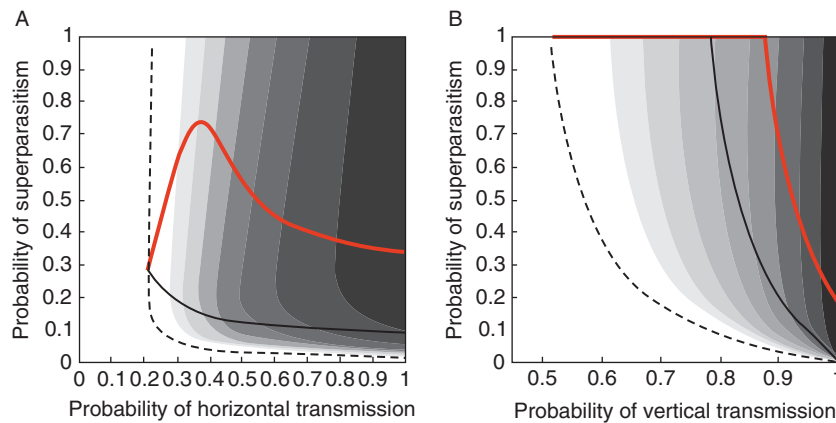 A
Probability of superparasitism
1
0.9
0.8
0.7
0.6
0.5
0.4
0.3
0.2
0.1
0
0 0.1 0.2 0.3 0.4 0.5 0.6 0.7 0.8 0.9 1
Probability of horizontal transmission
B
Probability of superparasitism
1
0.9
0.8
0.7
0.6
0.5
0.4
0.3
0.2
0.1
0
0.5 0.6 0.7 0.8 0.9 1
Probability of vertical transmission